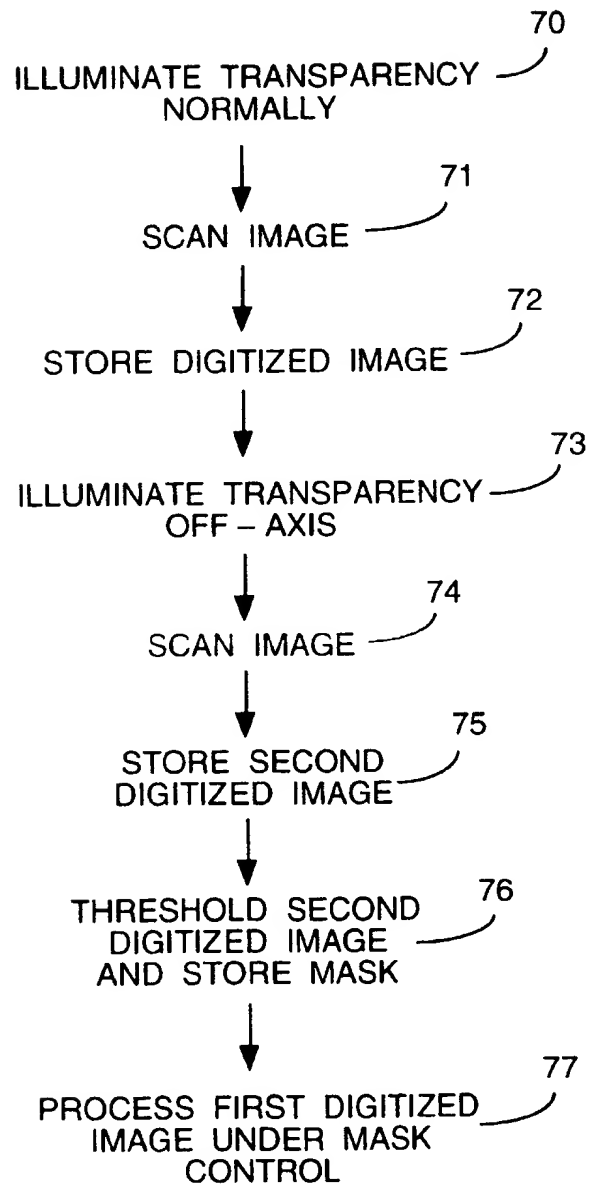 70
ILLUMINATE TRANSPARENCY
NORMALLY
71
SCAN IMAGE
72
STORE DIGITIZED IMAGE
73
ILLUMINATE TRANSPARENCY
OFF – AXIS
74
SCAN IMAGE
75
STORE SECOND
DIGITIZED IMAGE
76
THRESHOLD SECOND
DIGITIZED IMAGE
AND STORE MASK
77
PROCESS FIRST DIGITIZED
IMAGE UNDER MASK
CONTROL